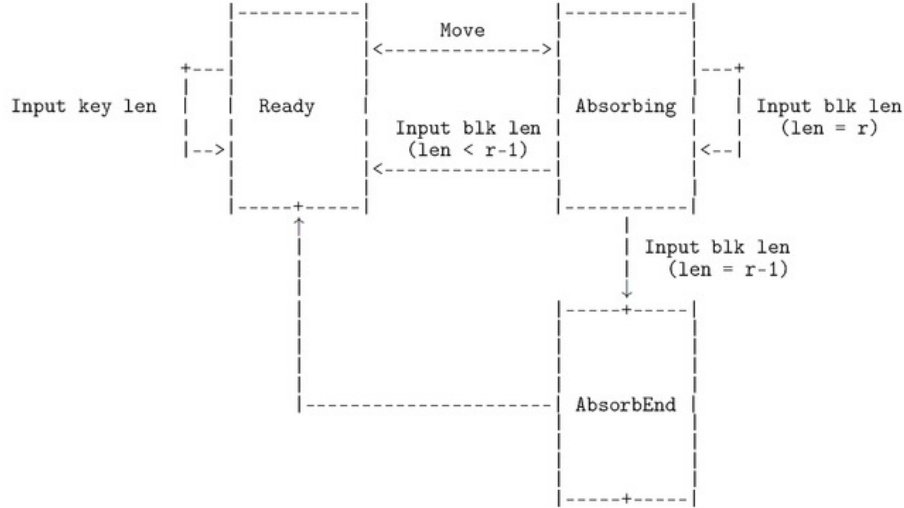 Move
Input key len
Ready
Absorbing
Input blk len
(len = r)
Input blk len
(len < r-1)
Input blk len
(len = r-1)
AbsorbEnd